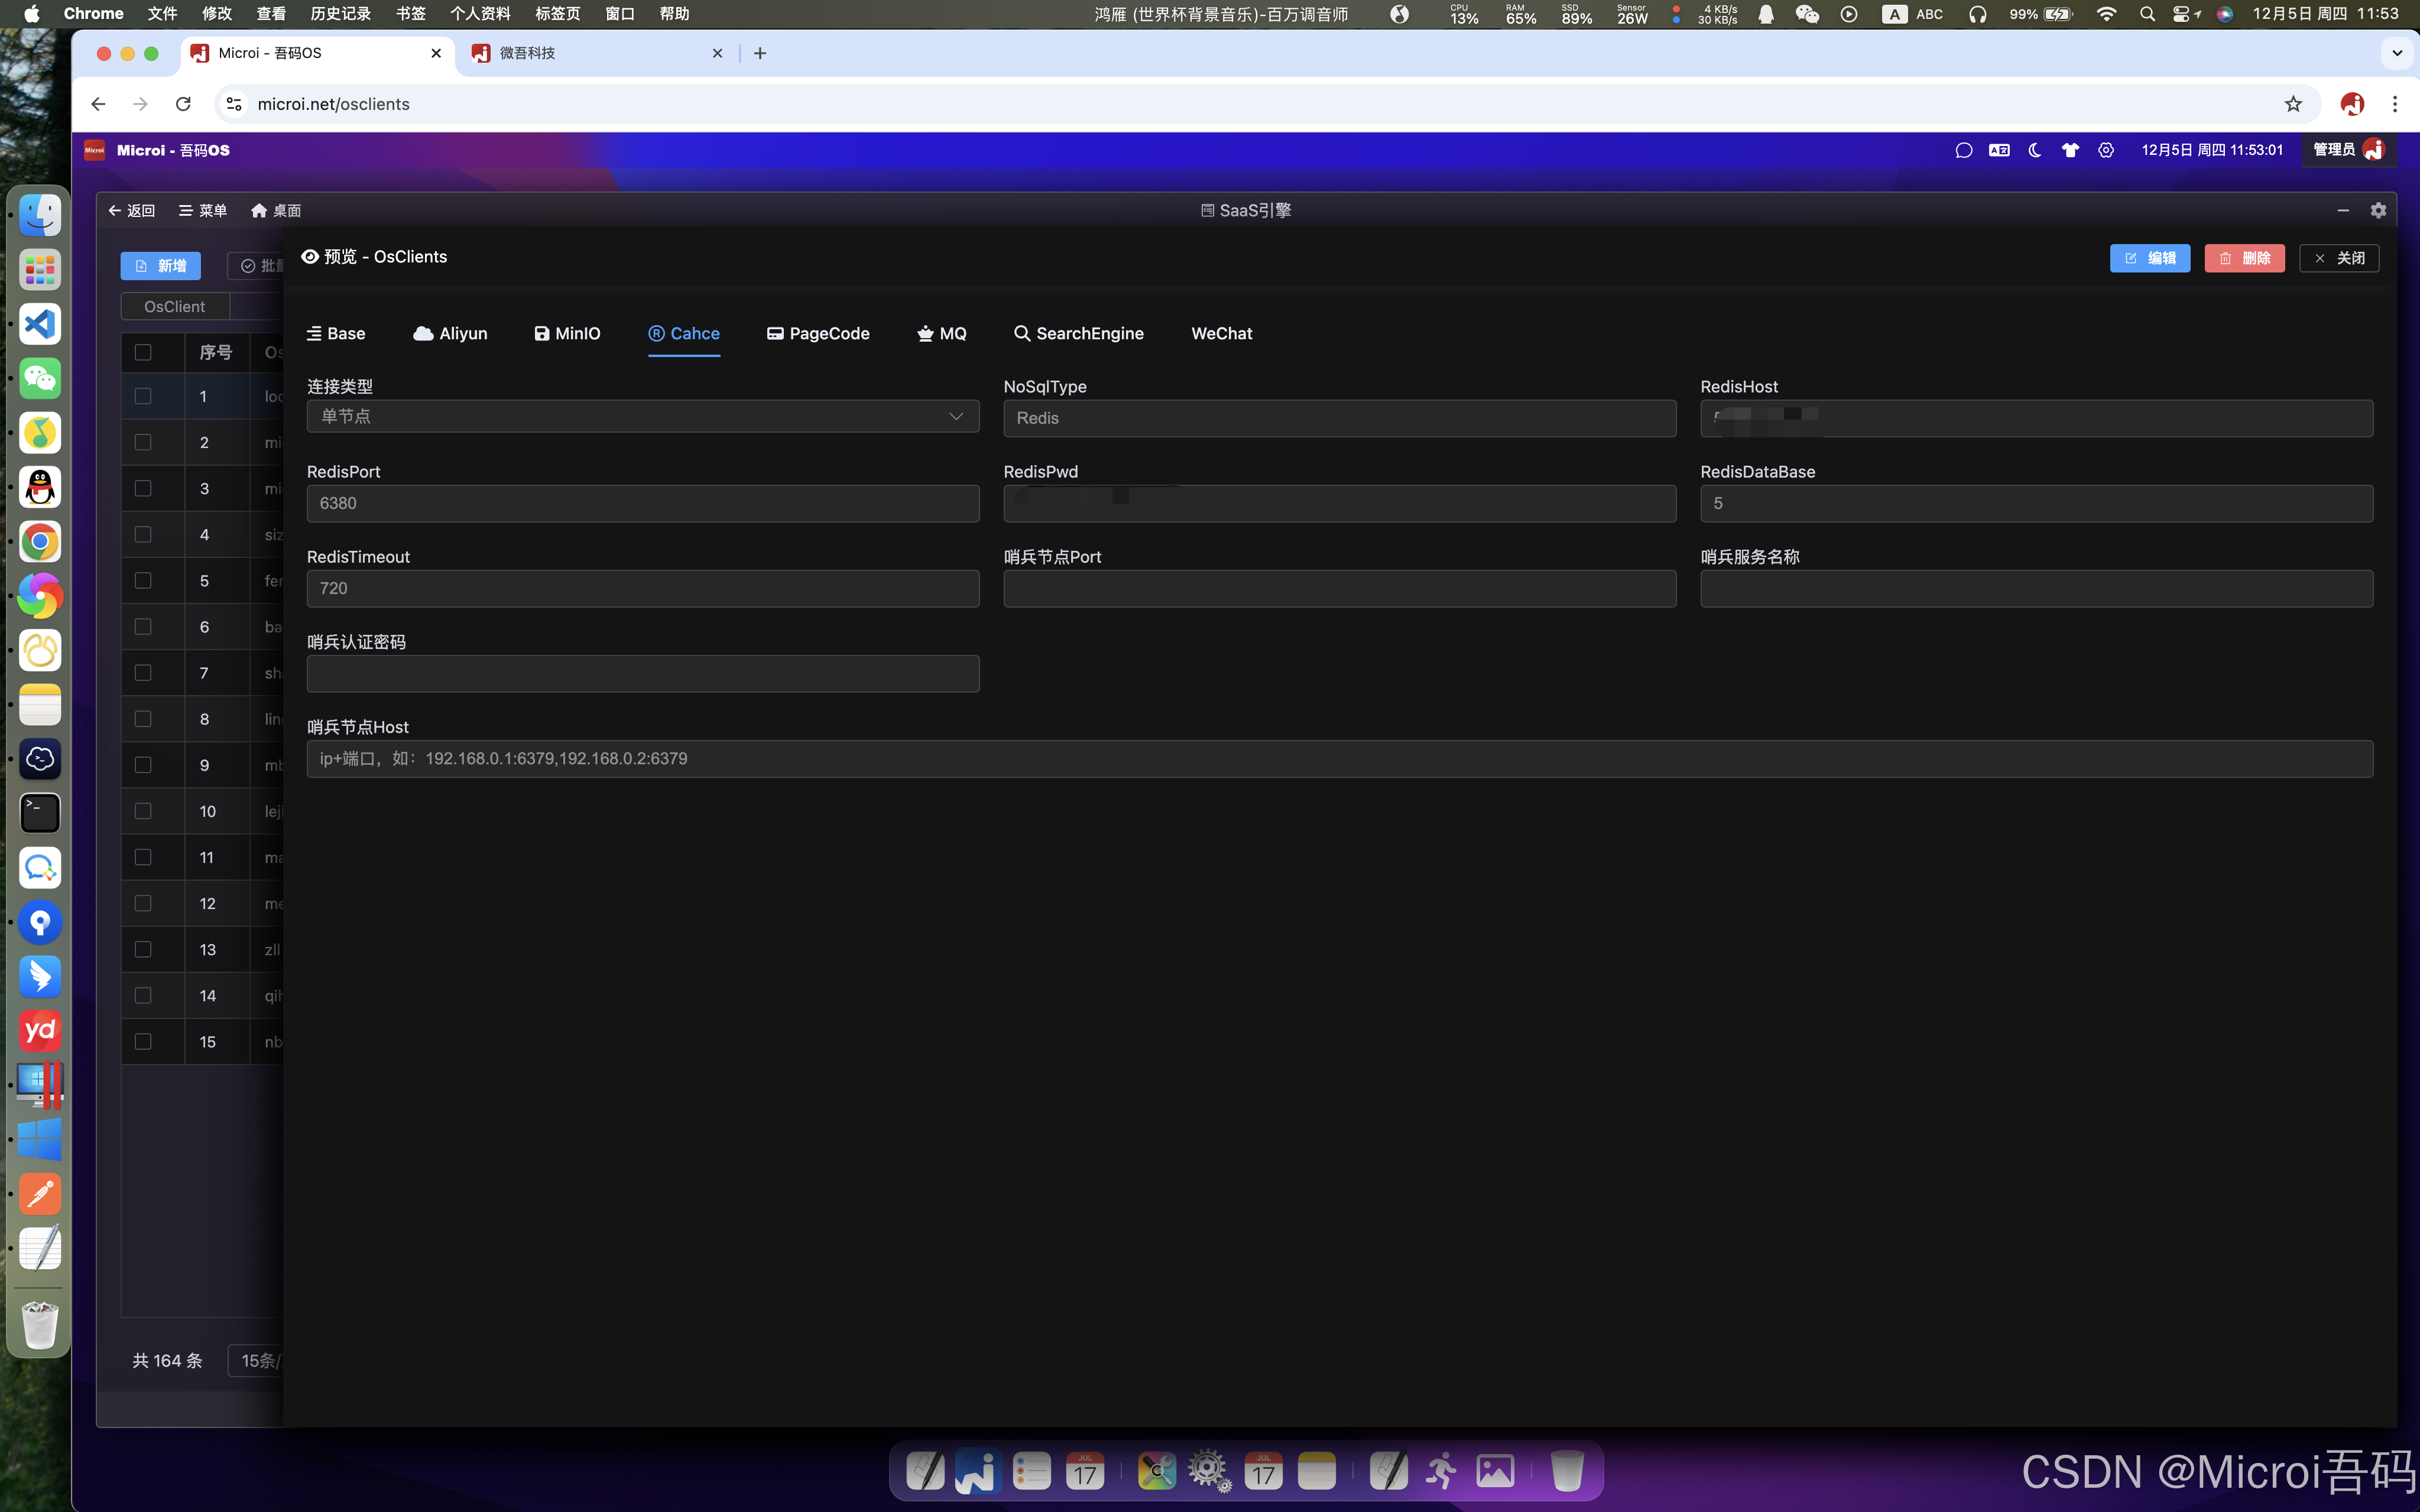 Chrome 文件 修改 查看 历史记录 书签 个人资料 标签页 窗口 帮助 鸿雁 (世界杯背景音乐)-百万调音师 CPU 13% RAM 65% SSD 89% Sensor 26W 4 KB/s 30 KB/s A ABC 99% 12月5日 周四 11:53
Microi - 吾码OS 微吾科技
microi.net/osclients
Microi Microi - 吾码OS 12月5日 周四 11:53:01 管理员
返回 菜单 桌面 SaaS引擎
新增 批量
预览 - OsClients 编辑 删除 关闭
OsClient
Base Aliyun MinIO Cahce PageCode MQ SearchEngine WeChat
序号 Os
连接类型 NoSqlType RedisHost
单节点 Redis
RedisPort RedisPwd RedisDataBase
6380 5
RedisTimeout 哨兵节点Port 哨兵服务名称
720
哨兵认证密码
哨兵节点Host
ip+端口，如：192.168.0.1:6379,192.168.0.2:6379
1 loc
2 mi
3 mi
4 siz
5 fer
6 ba
7 sha
8 lin
9 mb
10 leji
11 ma
12 me
13 zll
14 qih
15 nb
共 164 条 15条/
yd
JUL 17 JUL 17
CSDN @Microi吾码